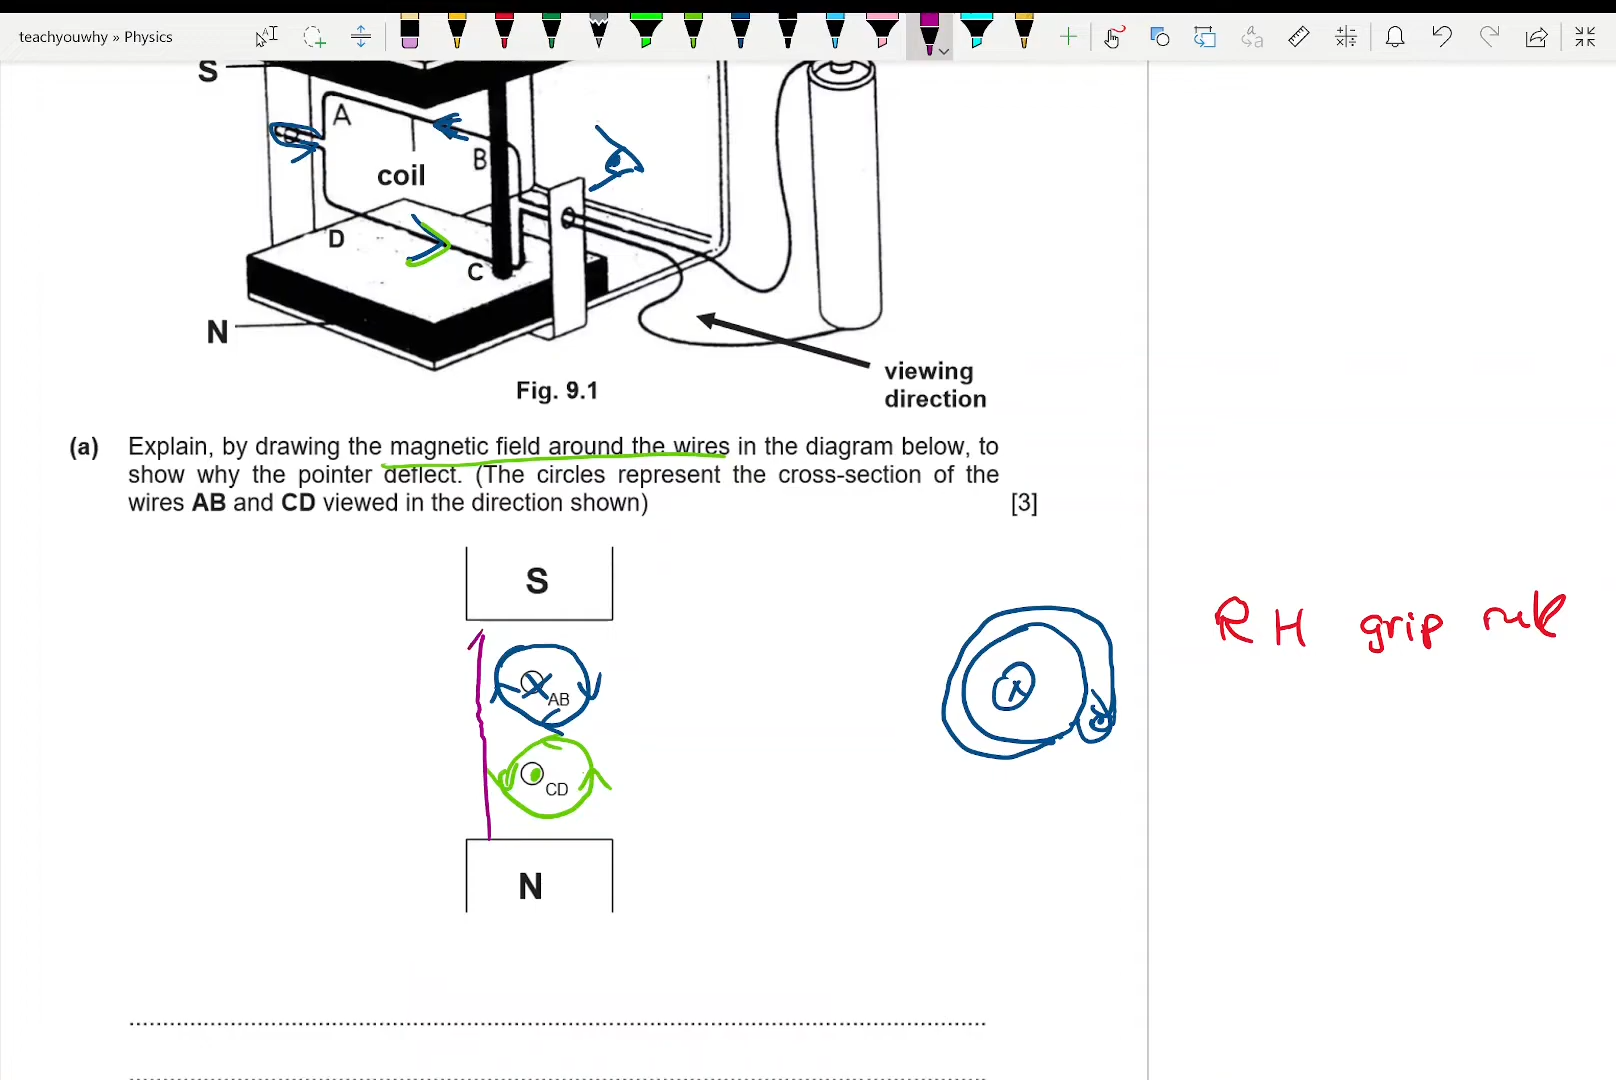 teachyouwhy » Physics
S
A
B
coil
D
C
N
viewing
direction
Fig. 9.1
(a) Explain, by drawing the magnetic field around the wires in the diagram below, to
show why the pointer deflect. (The circles represent the cross-section of the
wires AB and CD viewed in the direction shown) [3]
S
RH grip rule
AB
CD
N